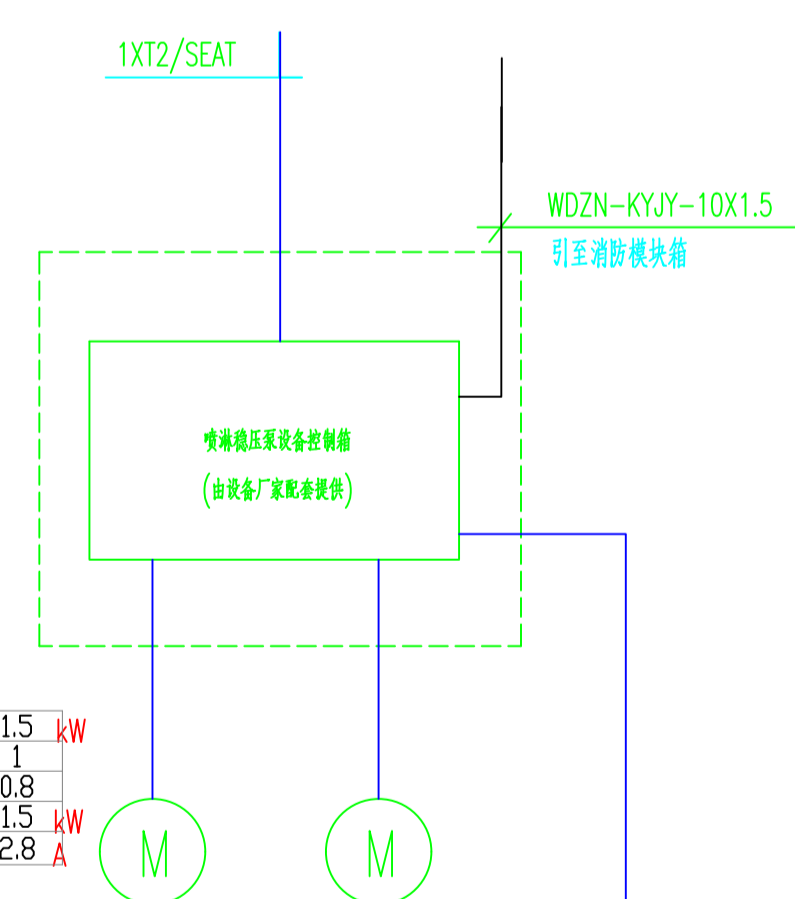 1XT2/SEAT
WDZN-KYJY-10X1.5
引至消防模块箱
喷淋稳压泵设备控制箱
(由设备厂家配套提供)
1.5 kW
1
0.8
1.5 kW
2.8 A
M M